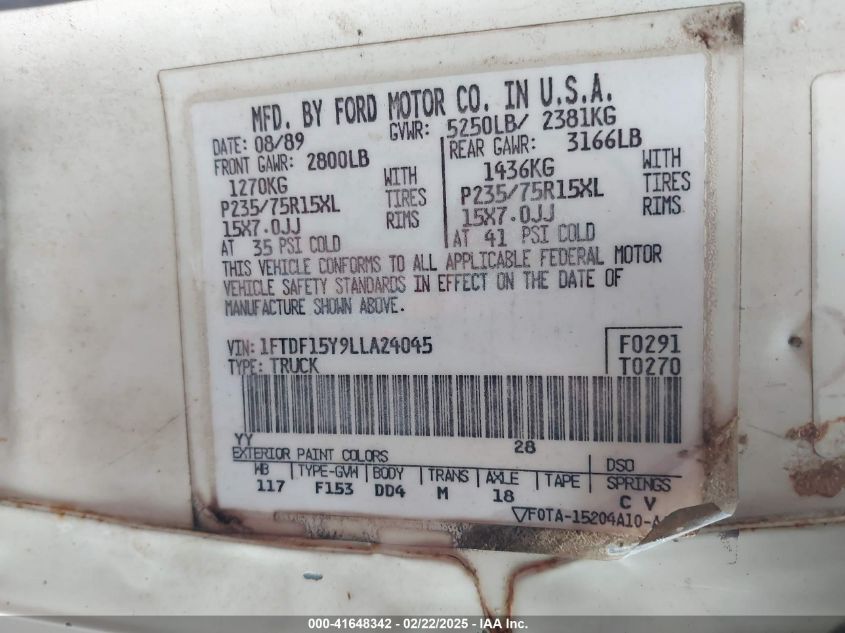 MFD. BY FORD MOTOR CO. IN U.S.A.
DATE: 08/89 GVWR: 5250LB/ 2381KG
FRONT GAWR: 2800LB REAR GAWR: 3166LB
1270KG WITH 1436KG WITH
P235/75R15XL TIRES P235/75R15XL TIRES
15X7.0JJ RIMS 15X7.0JJ RIMS
AT 35 PSI COLD AT 41 PSI COLD
THIS VEHICLE CONFORMS TO ALL APPLICABLE FEDERAL MOTOR
VEHICLE SAFETY STANDARDS IN EFFECT ON THE DATE OF
MANUFACTURE SHOWN ABOVE.
VIN: 1FTDF15Y9LLA24045 F0291
TYPE: TRUCK T0270
YY 28
EXTERIOR PAINT COLORS DSO
WB TYPE-GVW BODY TRANS AXLE TAPE SPRINGS
117 F153 DD4 M 18 C V
F0TA-15204A10-A
000-41648342 - 02/22/2025 - IAA Inc.